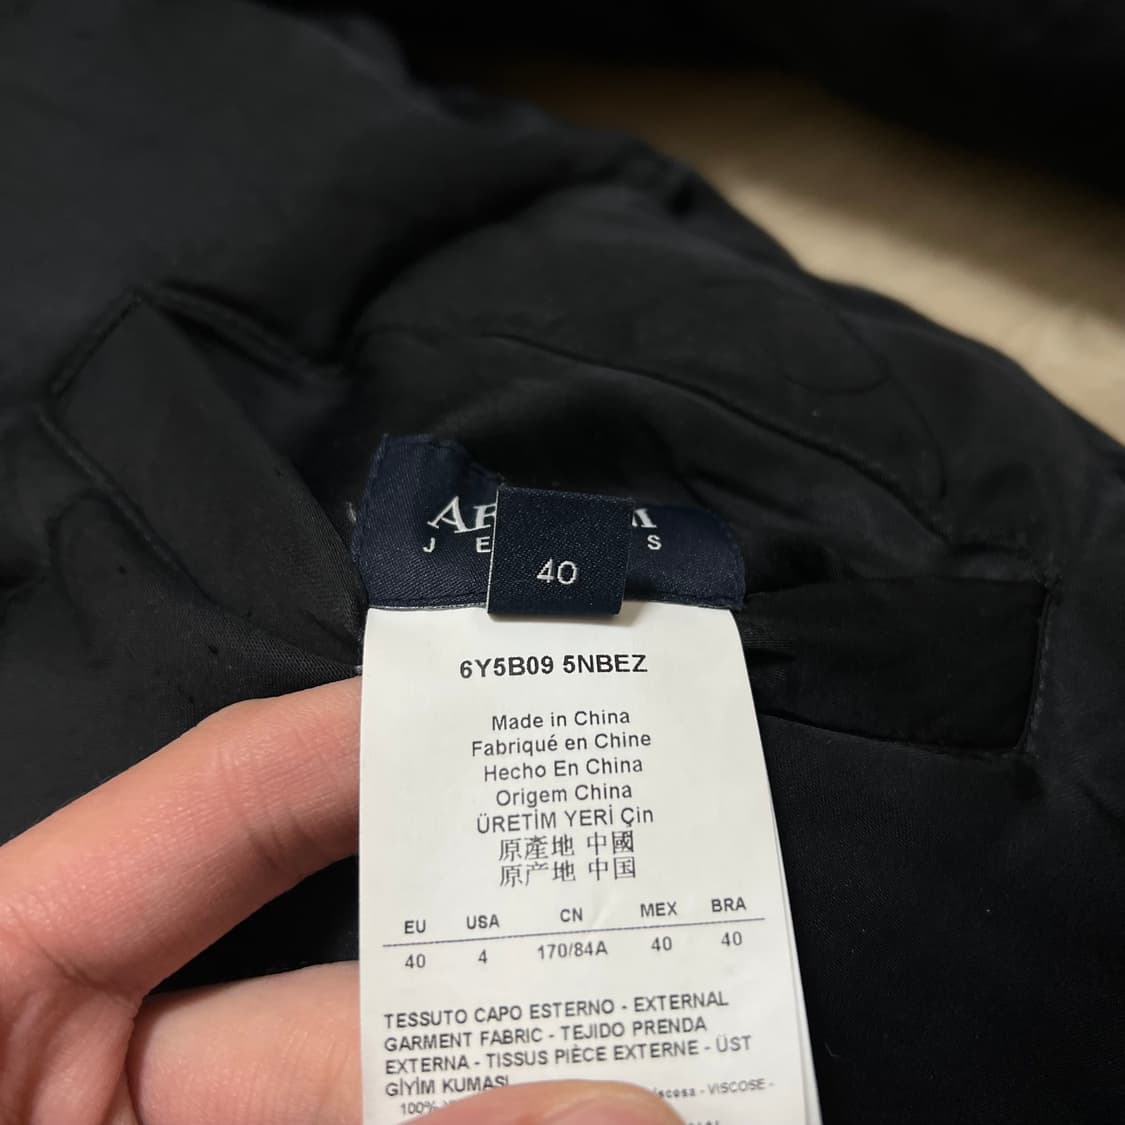 40
6Y5B09 5NBEZ
Made in China
Fabriqué en Chine
Hecho En China
Origem China
ÜRETİM YERİ Çin
原產地 中國
原产地 中国
EU USA CN MEX BRA
40 4 170/84A 40 40
TESSUTO CAPO ESTERNO - EXTERNAL
GARMENT FABRIC - TEJIDO PRENDA
EXTERNA - TISSUS PIÈCE EXTERNE - ÜST
GİYİM KUMAŞI
100% - VISCOSE -